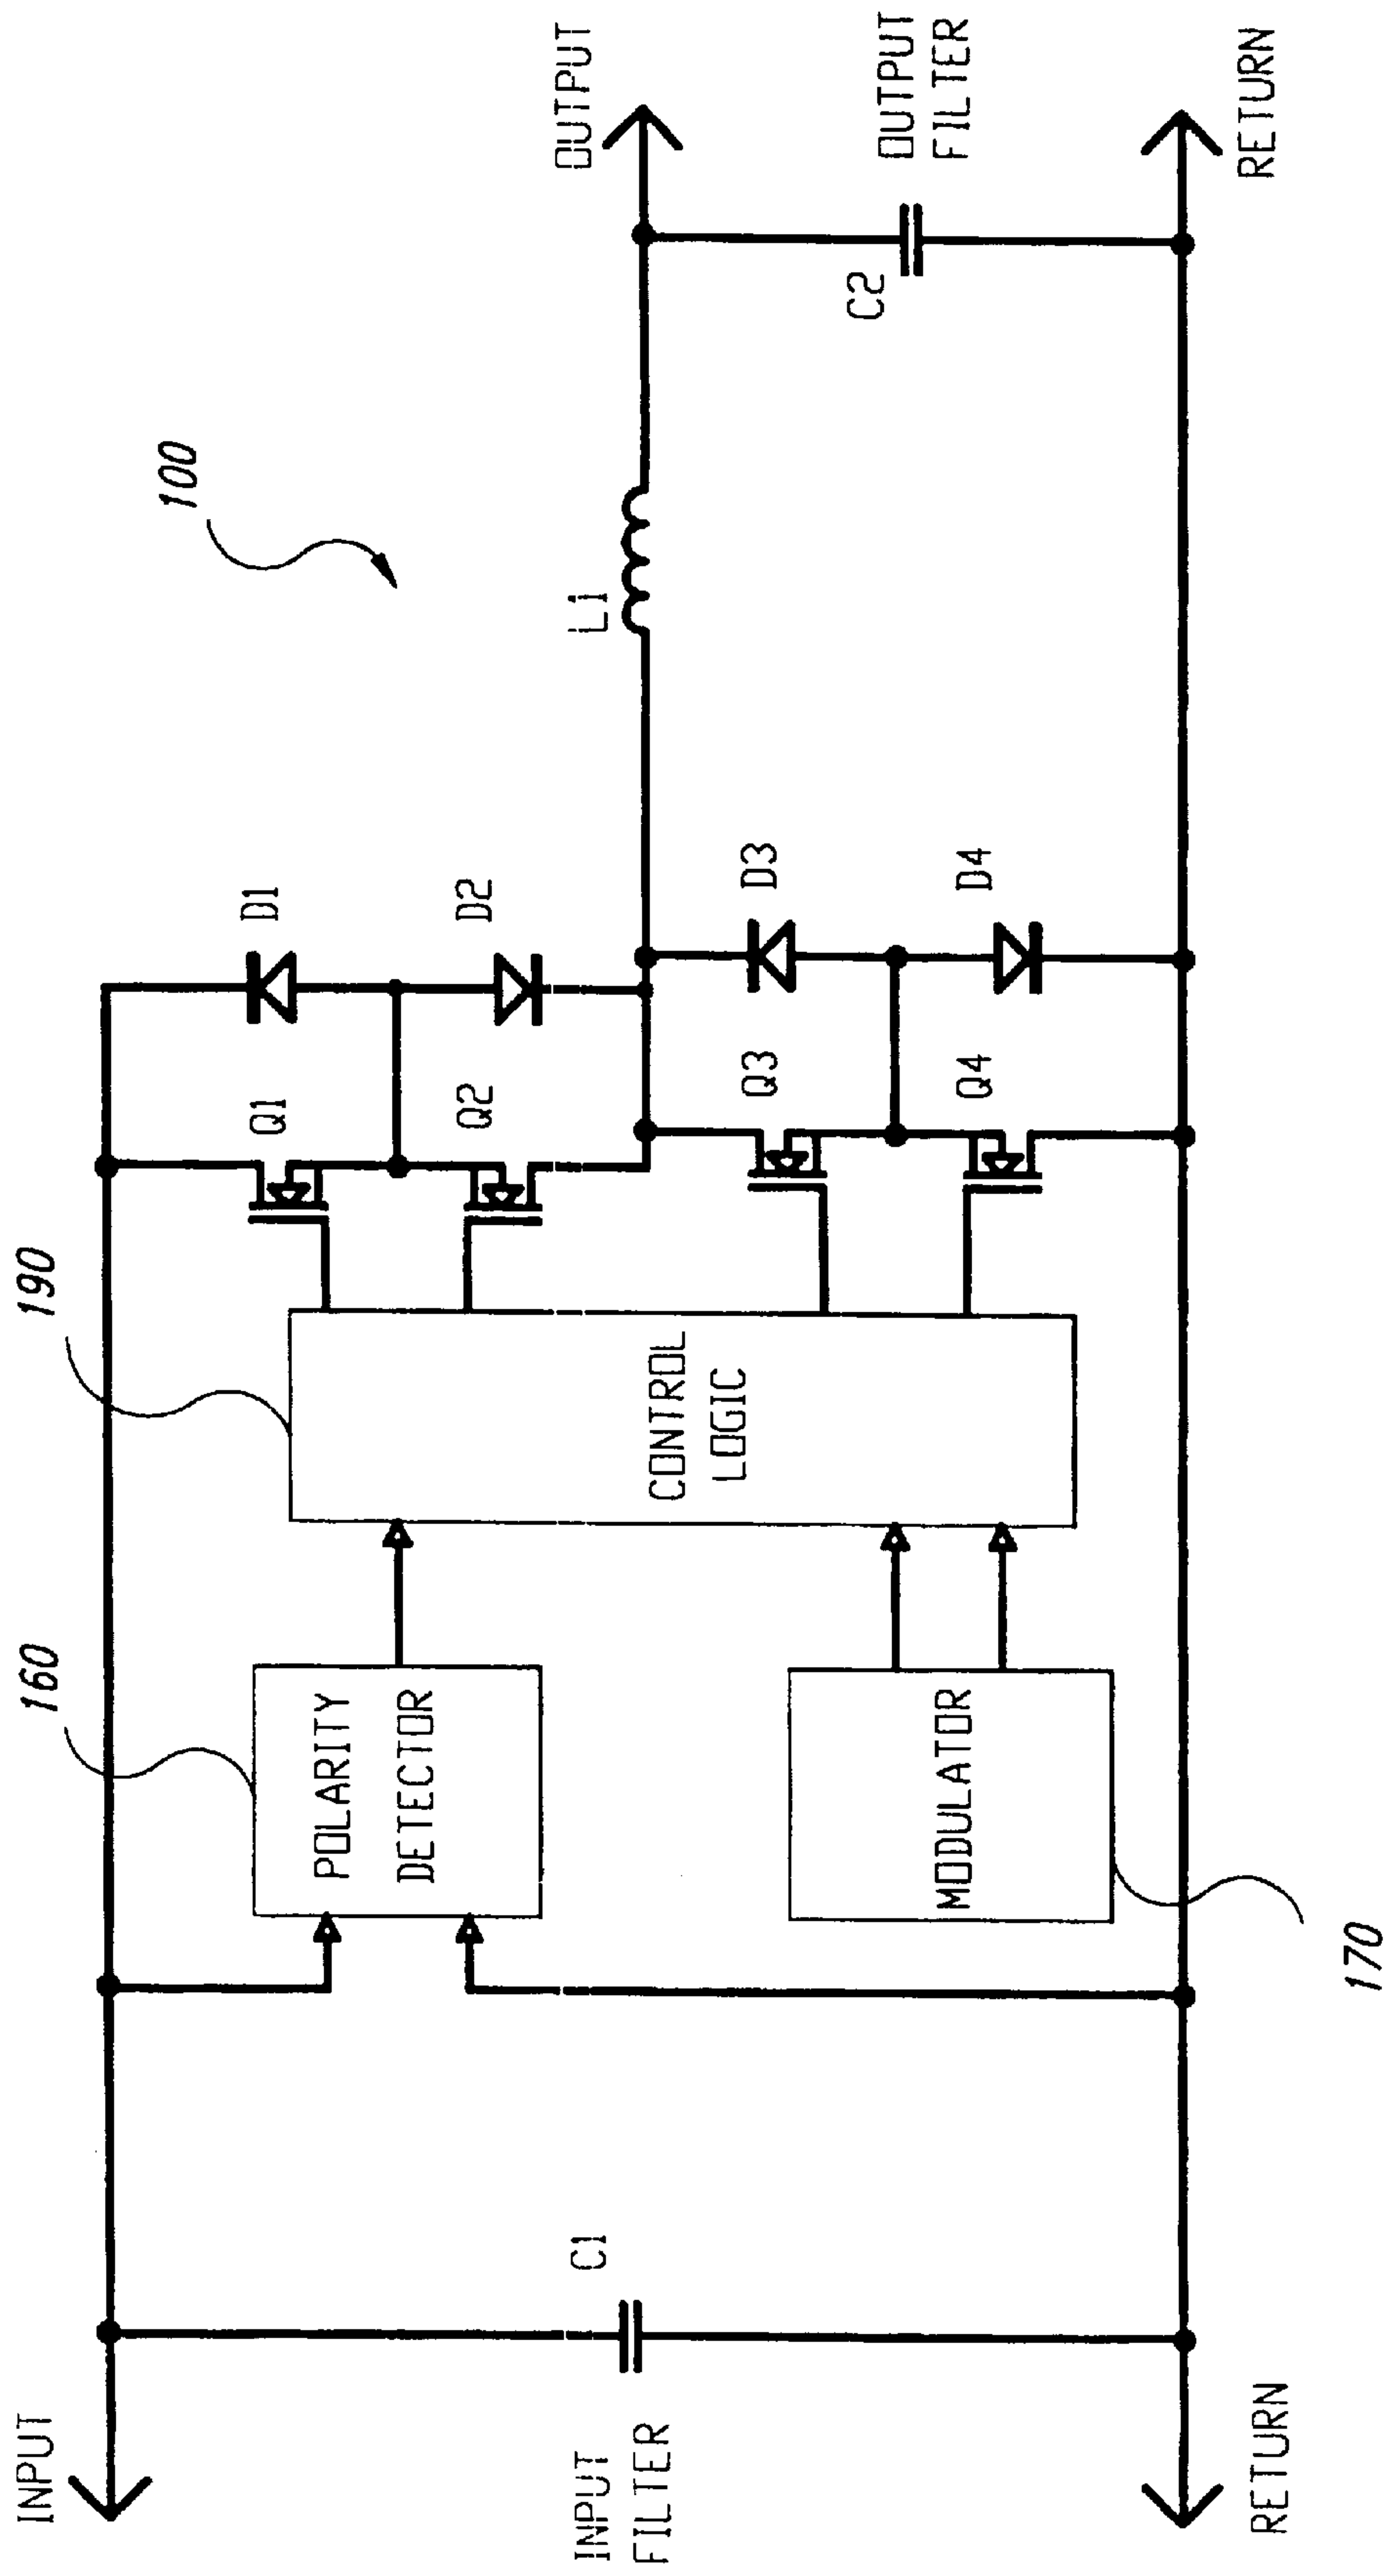 INPUT
INPUT
FILTER
C1
RETURN
160
POLARITY
DETECTOR
MODULATOR
170
190
CONTROL
LOGIC
Q1
D1
Q2
D2
Q3
D3
Q4
D4
100
L1
OUTPUT
C2
OUTPUT
FILTER
RETURN